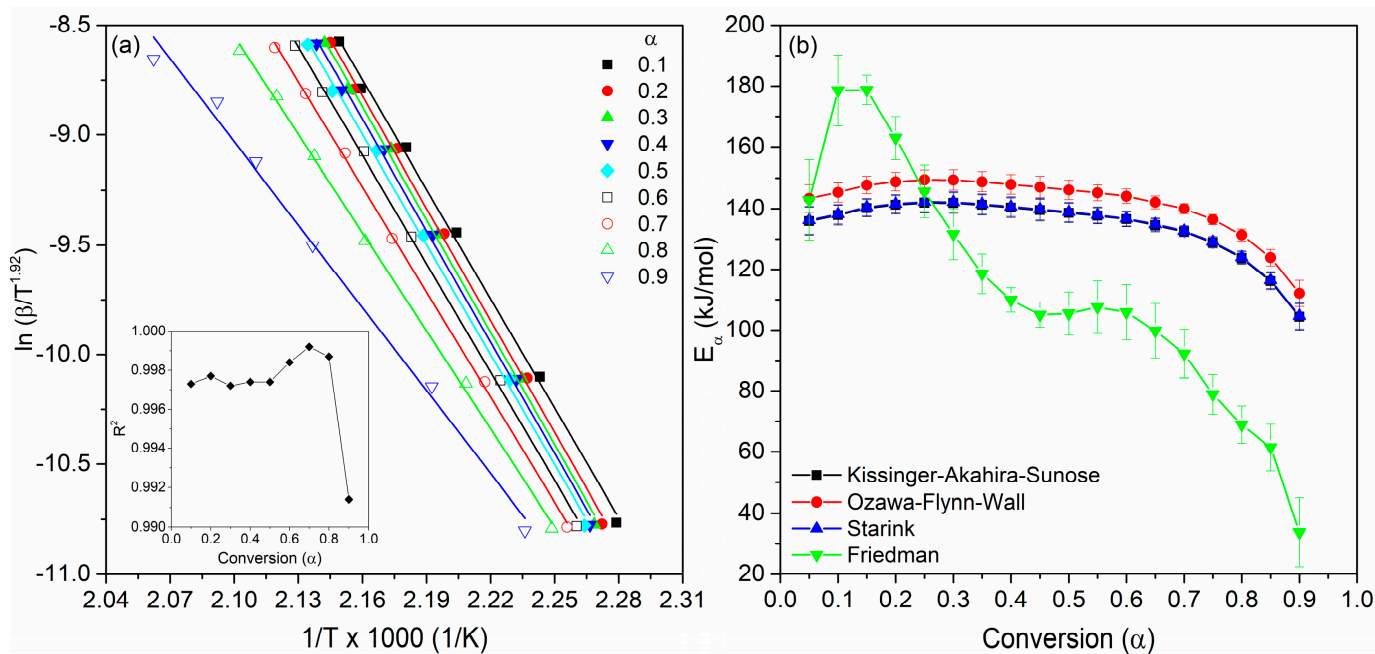 (a)
α
0.1
0.2
0.3
0.4
0.5
0.6
0.7
0.8
0.9
-8.5
-9.0
-9.5
-10.0
-10.5
-11.0
ln (β/T^1.92)
2.04 2.07 2.10 2.13 2.16 2.19 2.22 2.25 2.28 2.31
1/T x 1000 (1/K)
1.000
0.998
0.996
0.994
0.992
0.990
R²
0.0 0.2 0.4 0.6 0.8 1.0
Conversion (α)
(b)
200
180
160
140
120
100
80
60
40
20
Eα (kJ/mol)
Kissinger-Akahira-Sunose
Ozawa-Flynn-Wall
Starink
Friedman
0.0 0.1 0.2 0.3 0.4 0.5 0.6 0.7 0.8 0.9 1.0
Conversion (α)